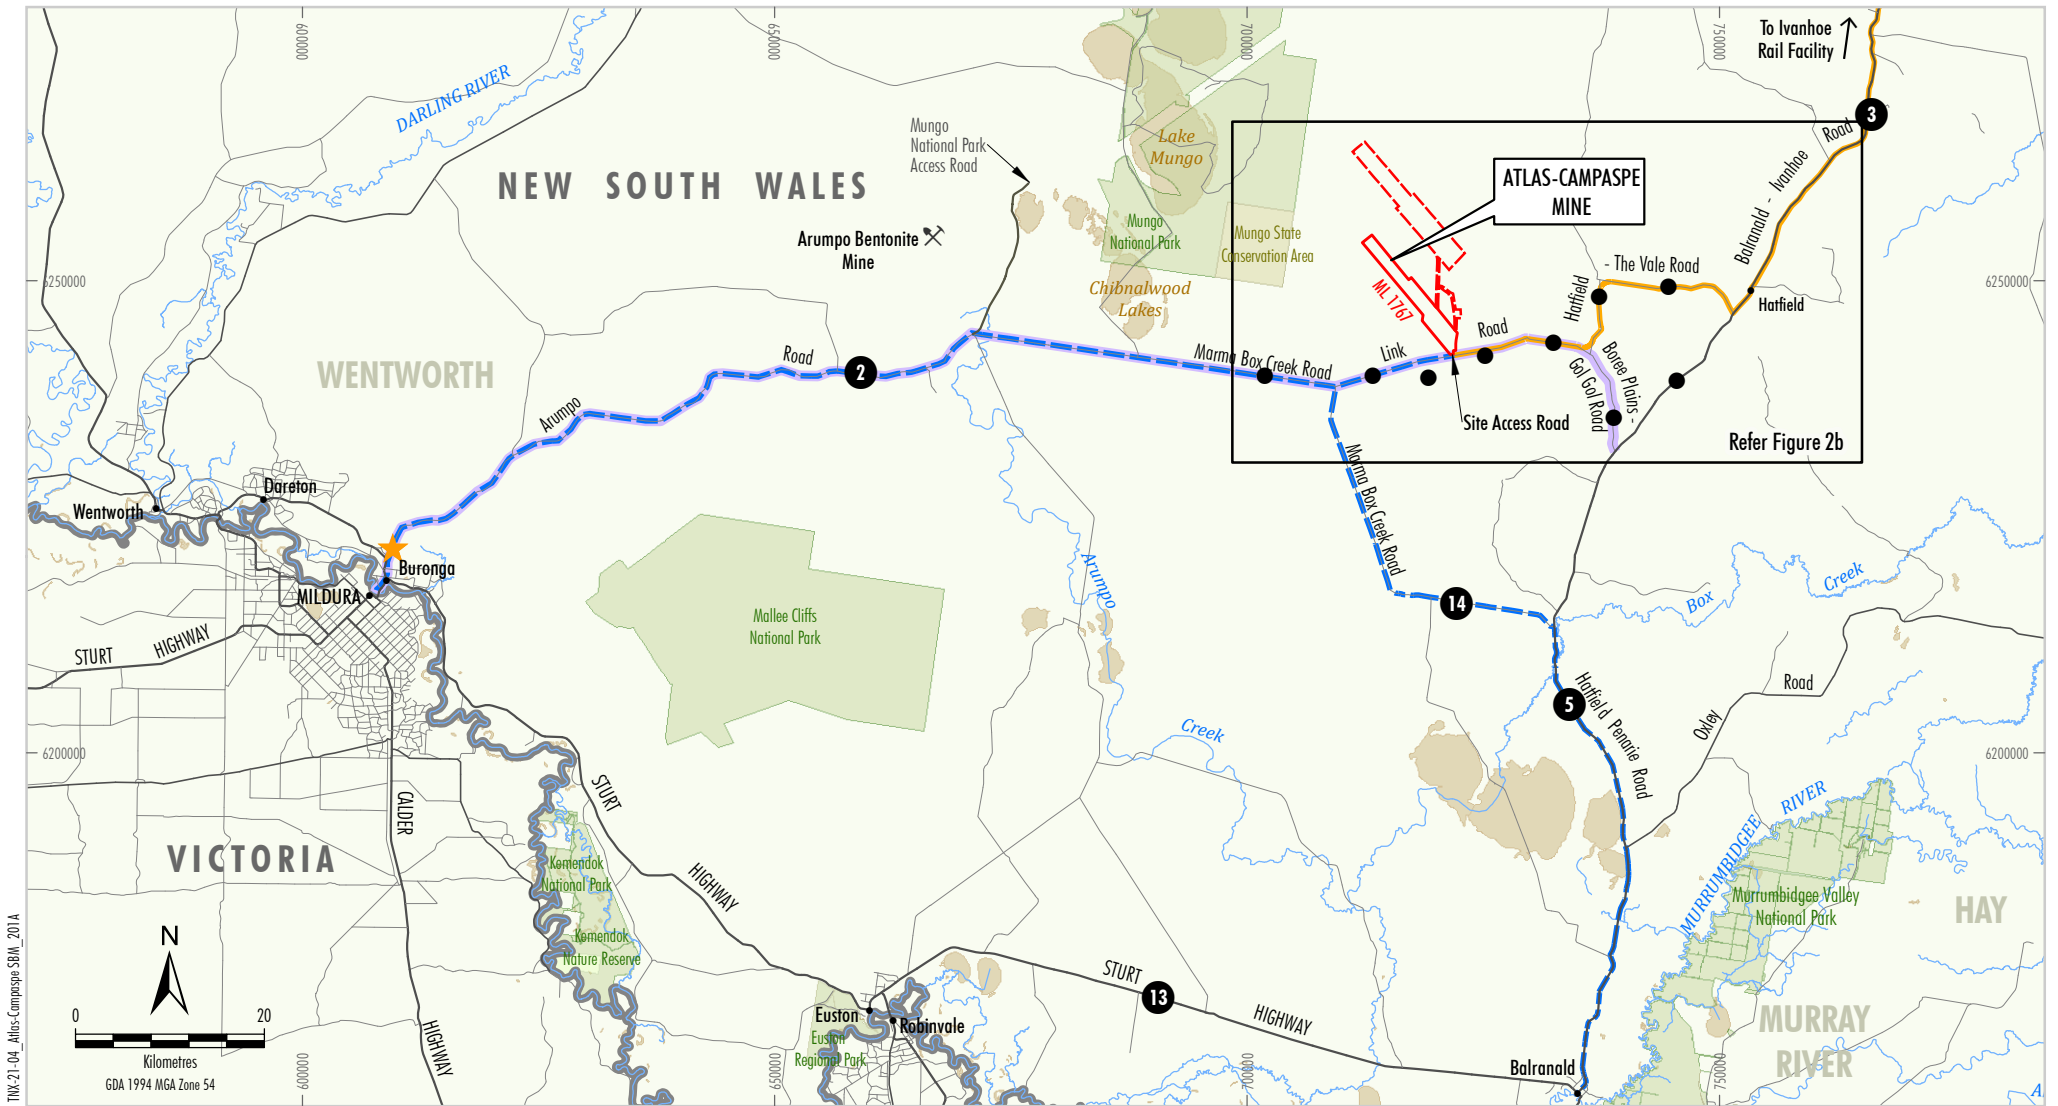 600000
650000
700000
750000
To Ivanhoe
Rail Facility
3
DARLING RIVER
Mungo
National Park
Access Road
Lake
Mungo
Road
Balranald - Ivanhoe
NEW SOUTH WALES
ATLAS-CAMPASPE
MINE
Arumpo Bentonite
Mine
Mungo
National Park
Mungo State
Conservation Area
6250000
6250000
Chibnalwood
Lakes
ML 1767
Hatfield
- The Vale Road
Hatfield
WENTWORTH
Road
2
Arumpo
Marma Box Creek Road
Link
Road
Boree Plains -
Gol Gol Road
Site Access Road
Refer Figure 2b
Marma Box Creek Road
Dareton
Wentworth
Buronga
MILDURA
Arumpo
Creek
Mallee Cliffs
National Park
14
Box
Creek
STURT
HIGHWAY
5
Hatfield Penarie Road
Oxley
Road
6200000
6200000
STURT
HIGHWAY
CALDER
HIGHWAY
VICTORIA
Kemendok
National Park
Kemendok
Nature Reserve
MURRUMBIDGEE
RIVER
Murrumbidgee Valley
National Park
HAY
N
0
20
Kilometres
GDA 1994 MGA Zone 54
STURT
13
HIGHWAY
Euston
Robinvale
Euston
Regional Park
Balranald
MURRAY
RIVER
A
600000
650000
700000
750000
TNX-21-04_Atlas-Campaspe SBM_201A